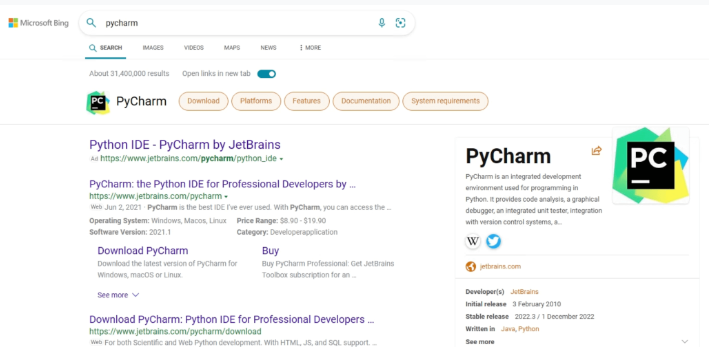 Microsoft Bing
pycharm
SEARCH IMAGES VIDEOS MAPS NEWS MORE
About 31,400,000 results Open links in new tab
PC PyCharm Download Platforms Features Documentation System requirements
Python IDE - PyCharm by JetBrains
Ad https://www.jetbrains.com/pycharm/python_ide
PyCharm: the Python IDE for Professional Developers by ...
https://www.jetbrains.com/pycharm
Web Jun 2, 2021 · PyCharm is the best IDE I've ever used. With PyCharm, you can access the ...
Operating System: Windows, Macos, Linux Price Range: $8.90 - $19.90
Software Version: 2021.1 Category: Developerapplication
Download PyCharm
Download the latest version of PyCharm for
Windows, macOS or Linux.
Buy
Buy PyCharm Professional: Get JetBrains
Toolbox subscription for an ...
See more
Download PyCharm: Python IDE for Professional Developers ...
https://www.jetbrains.com/pycharm/download
Web For both Scientific and Web Python development. With HTML, JS, and SQL support. ...
PyCharm
PC
PyCharm is an integrated development
environment used for programming in
Python. It provides code analysis, a graphical
debugger, an integrated unit tester, integration
with version control systems, a...
W
jetbrains.com
Developer(s) JetBrains
Initial release 3 February 2010
Stable release 2022.3 / 1 December 2022
Written in Java, Python
See more